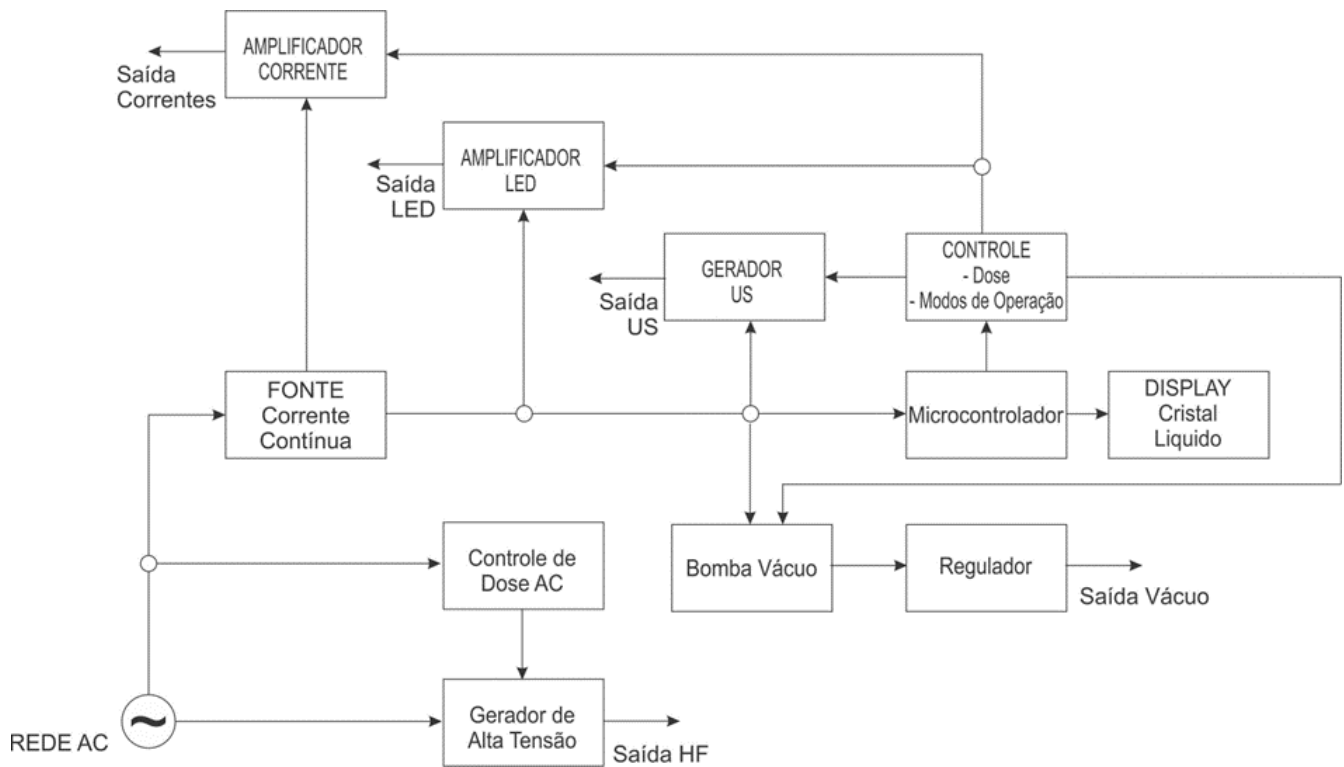 AMPLIFICADOR
CORRENTE
Saída
Correntes
AMPLIFICADOR
LED
Saída
LED
GERADOR
US
Saída
US
CONTROLE
- Dose
- Modos de Operação
FONTE
Corrente
Contínua
Microcontrolador
DISPLAY
Cristal
Liquido
Controle de
Dose AC
Bomba Vácuo
Regulador
Saída Vácuo
REDE AC
~
Gerador de
Alta Tensão
Saída HF